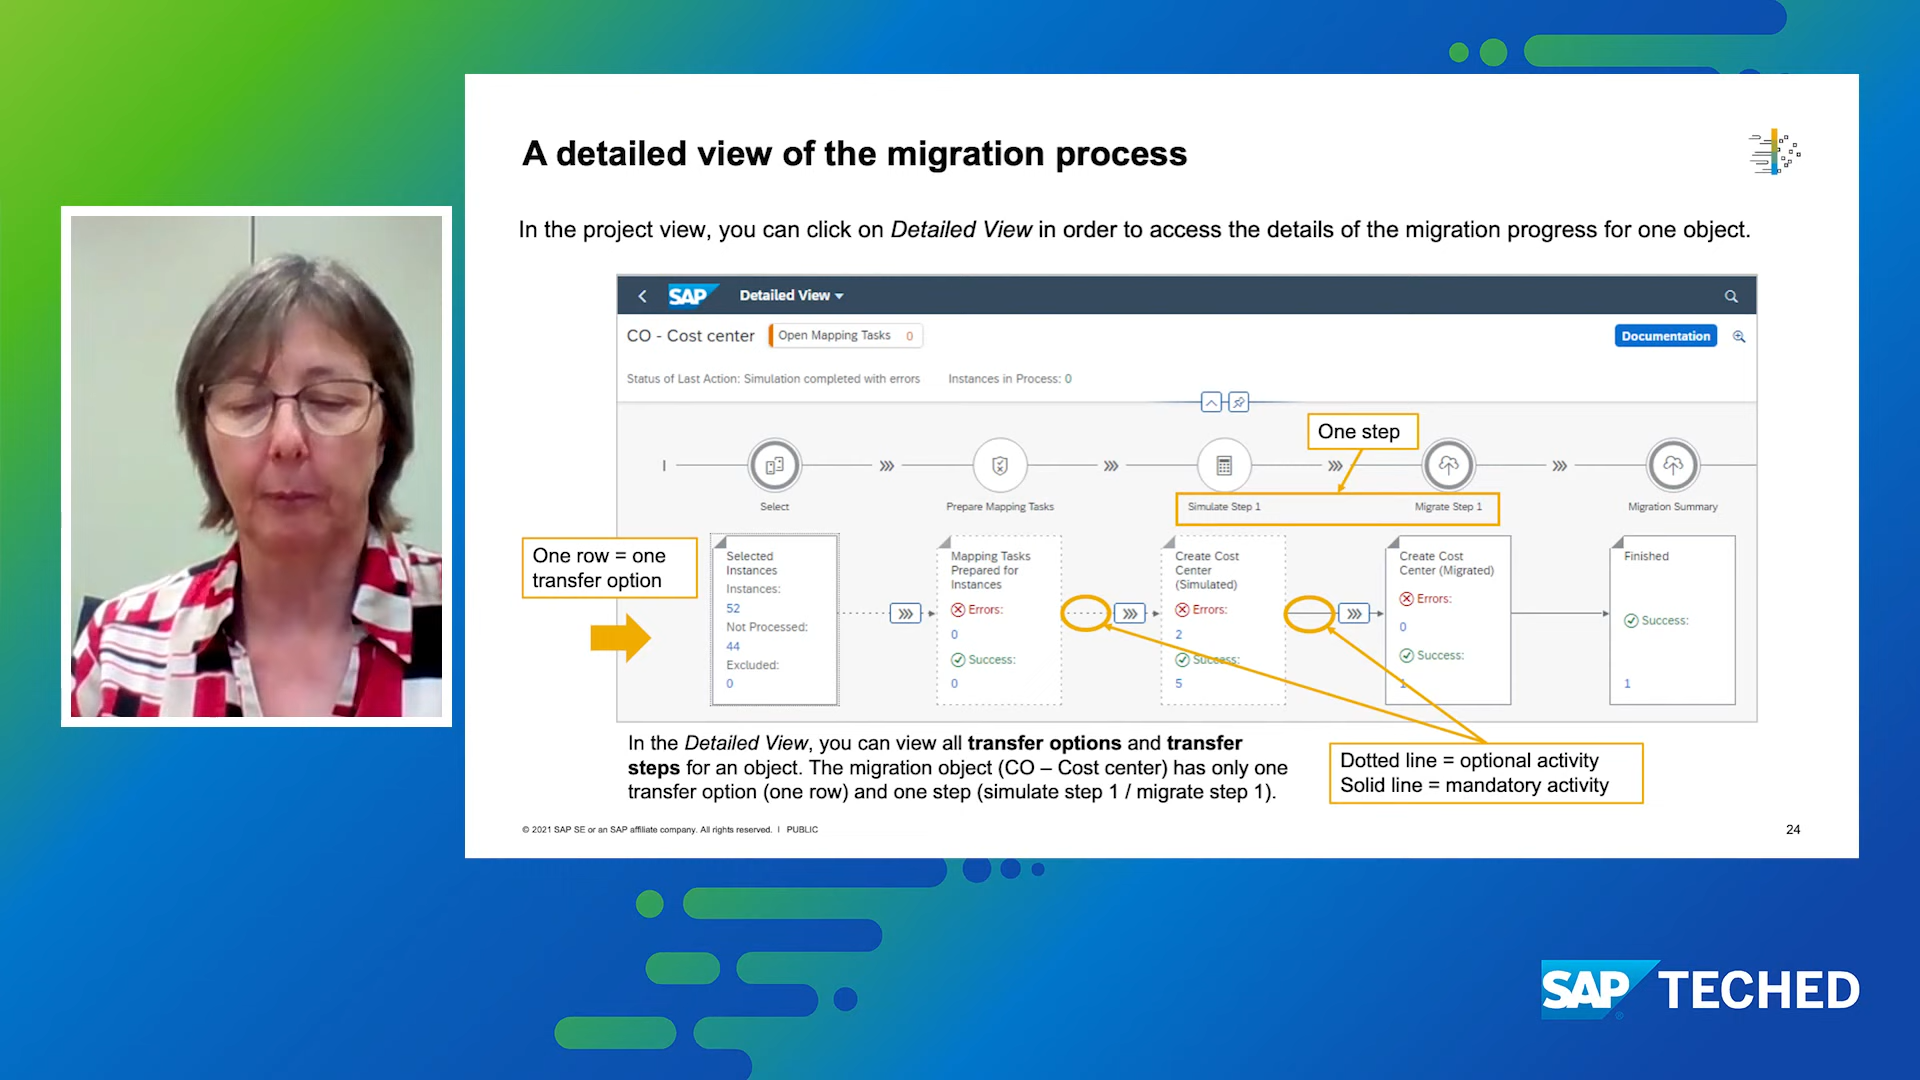 A detailed view of the migration process
In the project view, you can click on Detailed View in order to access the details of the migration progress for one object.
SAP Detailed View
CO - Cost center Open Mapping Tasks 0 Documentation
Status of Last Action: Simulation completed with errors Instances in Process: 0
One step
Select Prepare Mapping Tasks Simulate Step 1 Migrate Step 1 Migration Summary
One row = one
transfer option
Selected
Instances
Instances:
52
Not Processed:
44
Excluded:
0
Mapping Tasks
Prepared for
Instances
Errors:
0
Success:
0
Create Cost
Center
(Simulated)
Errors:
2
Success:
5
Create Cost
Center (Migrated)
Errors:
0
Success:
1
Finished
Success:
1
In the Detailed View, you can view all transfer options and transfer
steps for an object. The migration object (CO – Cost center) has only one
transfer option (one row) and one step (simulate step 1 / migrate step 1).
Dotted line = optional activity
Solid line = mandatory activity
© 2021 SAP SE or an SAP affiliate company. All rights reserved. I PUBLIC
24
SAP TECHED